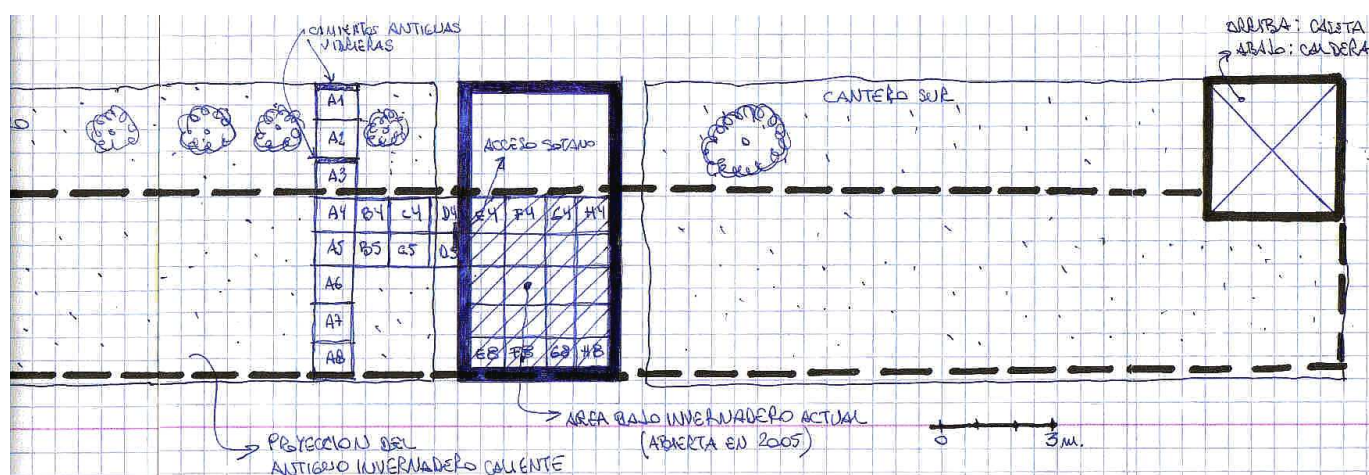 CIMIENTOS ANTIGUAS
VIDRIERAS
ARRIBA: CASETA
ABAJO: CALDERA
CANTERO SUR
A1
A2
ACCESO SOTANO
A3
A4 B4 C4 D4 E4 F4 G4 H4
A5 B5 C5 D5
A6
A7
A8 E8 F8 G8 H8
AREA BAJO INVERNADERO ACTUAL
(ABIERTA EN 2005)
0 3 m.
PROYECCION DEL
ANTIGUO INVERNADERO CALIENTE